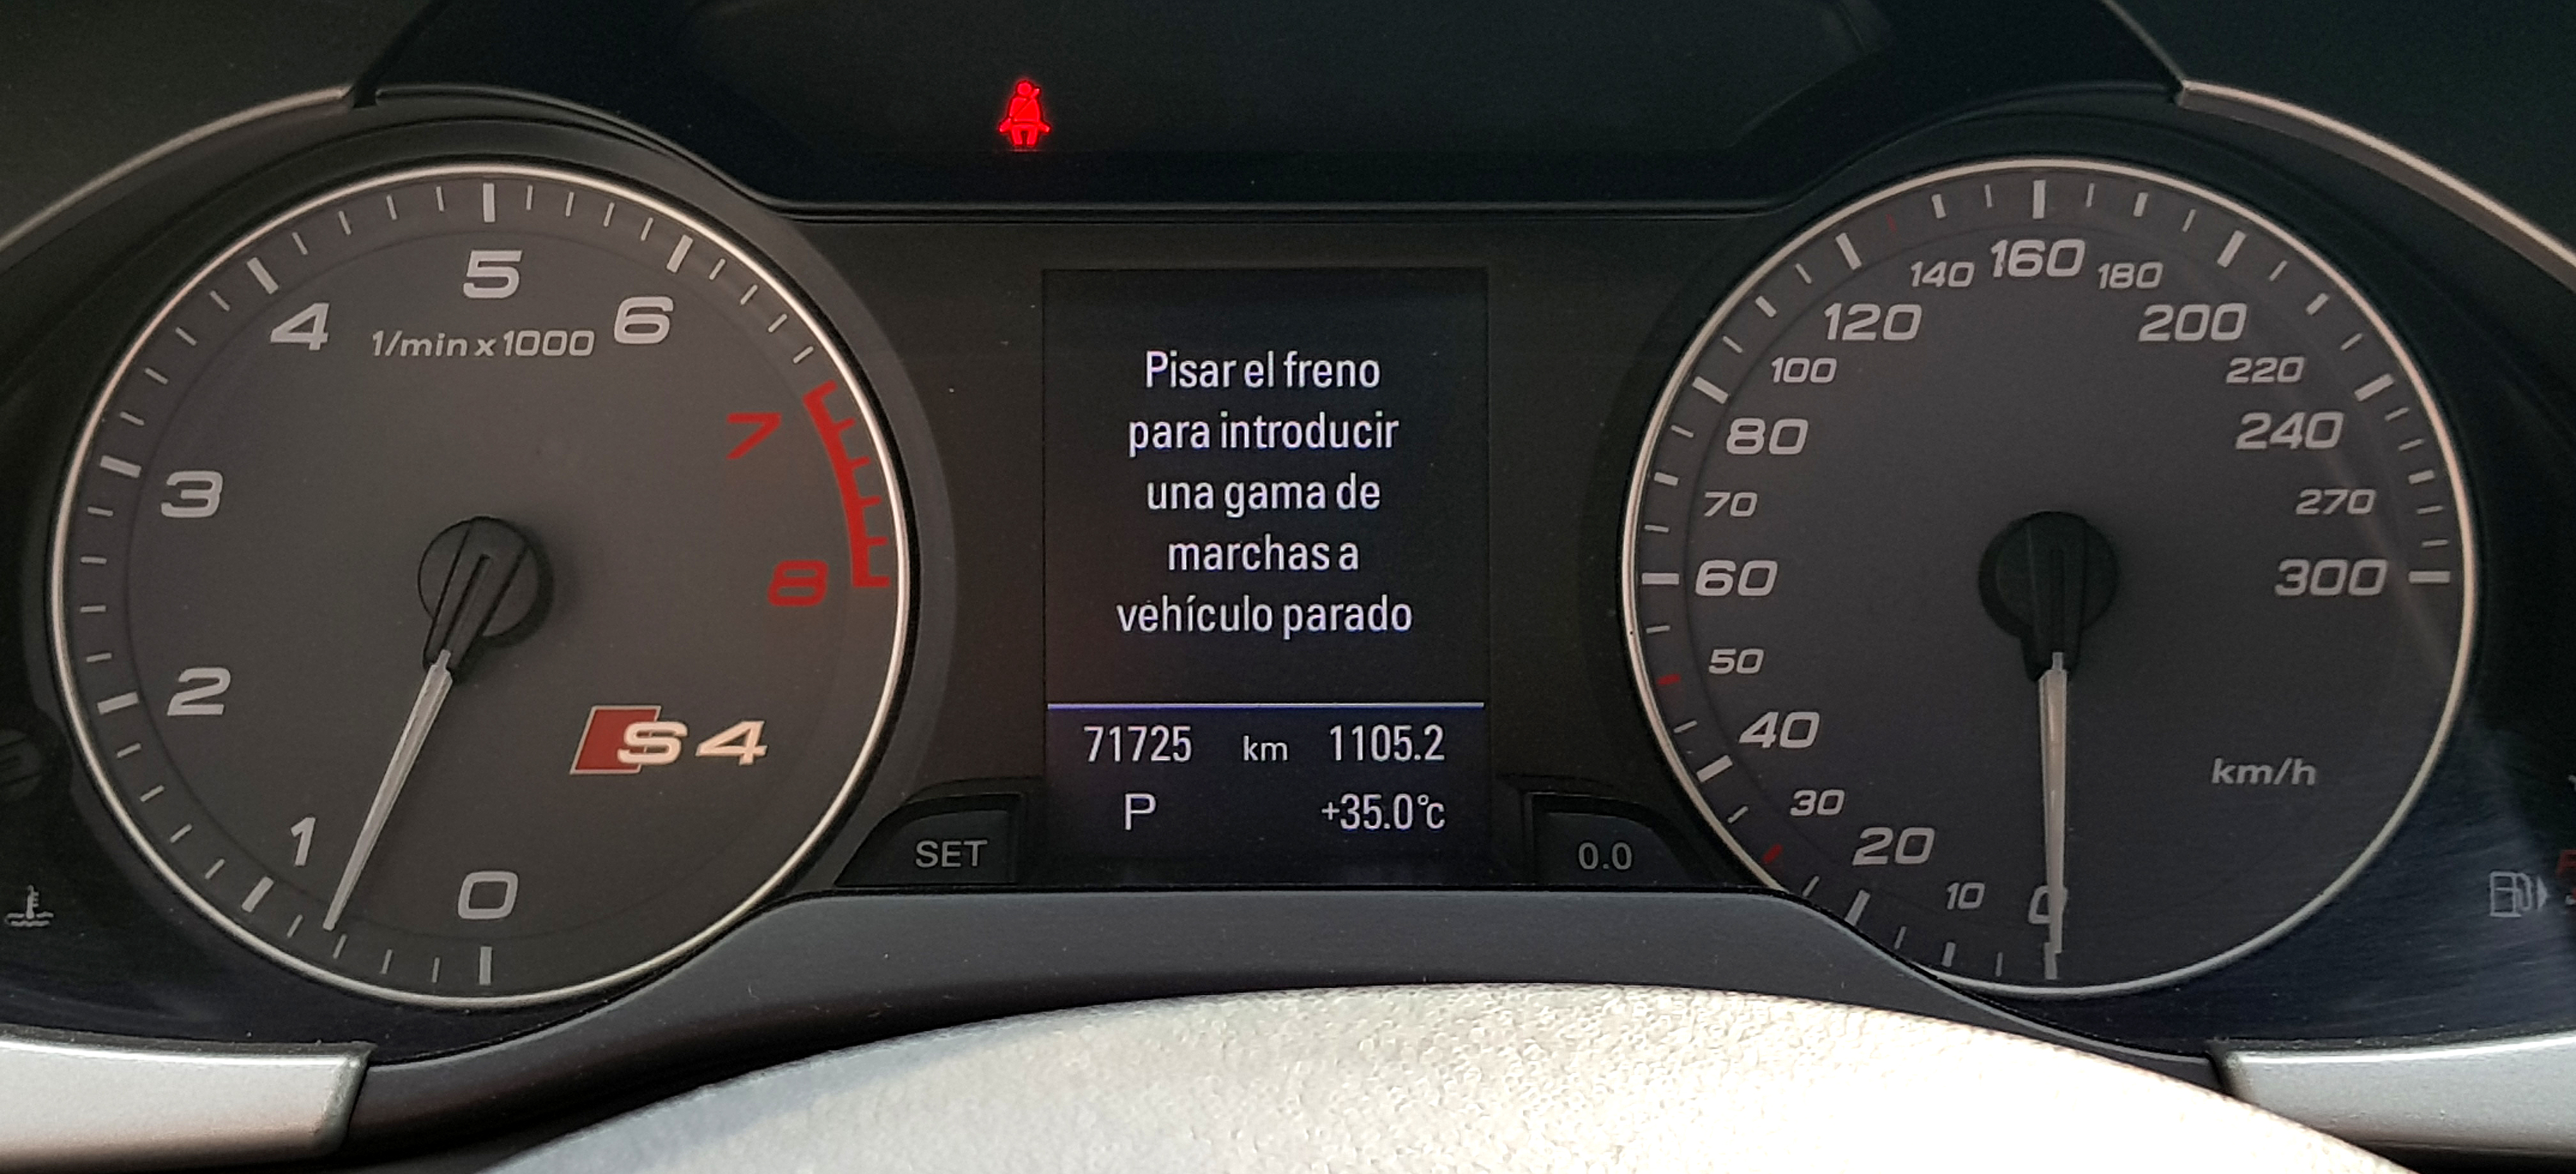 5
4
6
1/min x 1000
7
3
8
2
S4
1
0
Pisar el freno
para introducir
una gama de
marchas a
vehículo parado
71725 km 1105.2
P +35.0°C
SET
0.0
160
140
180
120
200
100
220
80
240
70
270
60
300
50
40
km/h
30
20
10
0